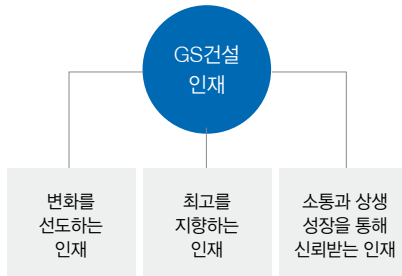 GS건설
인재
변화를
선도하는
인재
최고를
지향하는
인재
소통과 상생
성장을 통해
신뢰받는 인재